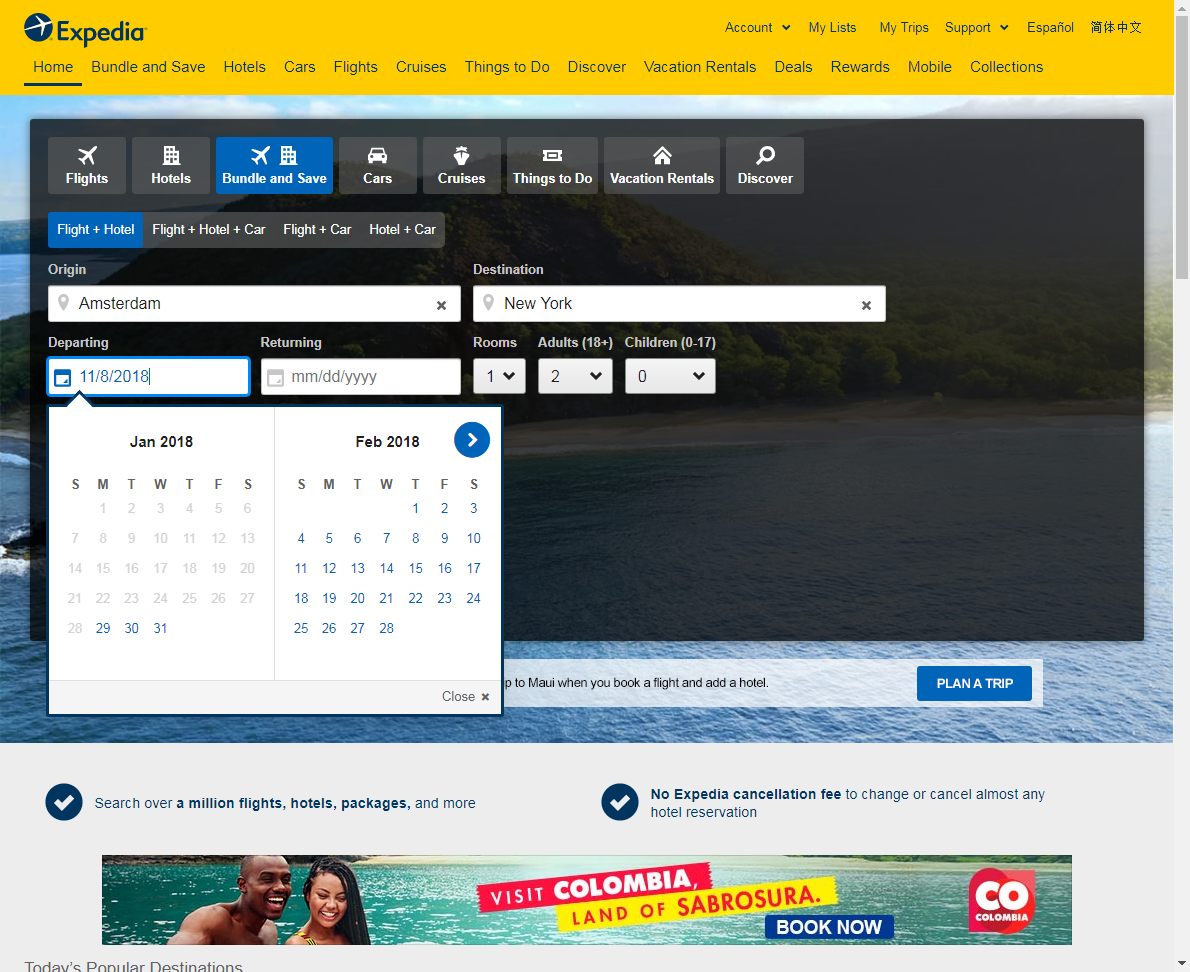 Expedia
Account My Lists My Trips Support Español 简体中文
Home Bundle and Save Hotels Cars Flights Cruises Things to Do Discover Vacation Rentals Deals Rewards Mobile Collections
Flights Hotels Bundle and Save Cars Cruises Things to Do Vacation Rentals Discover
Flight + Hotel Flight + Hotel + Car Flight + Car Hotel + Car
Origin Destination
Amsterdam New York
Departing Returning Rooms Adults (18+) Children (0-17)
11/8/2018 mm/dd/yyyy 1 2 0
Jan 2018 Feb 2018
S M T W T F S S M T W T F S
1 2 3 4 5 6 1 2 3
7 8 9 10 11 12 13 4 5 6 7 8 9 10
14 15 16 17 18 19 20 11 12 13 14 15 16 17
21 22 23 24 25 26 27 18 19 20 21 22 23 24
28 29 30 31 25 26 27 28
Close
p to Maui when you book a flight and add a hotel. PLAN A TRIP
Search over a million flights, hotels, packages, and more
No Expedia cancellation fee to change or cancel almost any
hotel reservation
VISIT COLOMBIA,
LAND OF SABROSURA.
BOOK NOW
CO
COLOMBIA
Today's Popular Destinations